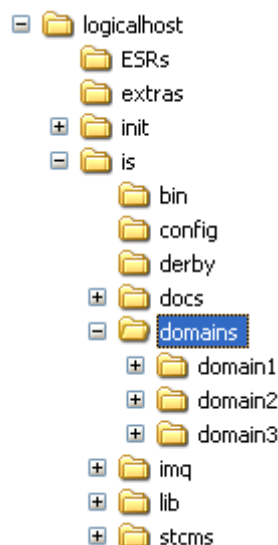 logicalhost
ESRs
extras
init
is
bin
config
derby
docs
domains
domain1
domain2
domain3
imq
lib
stcms